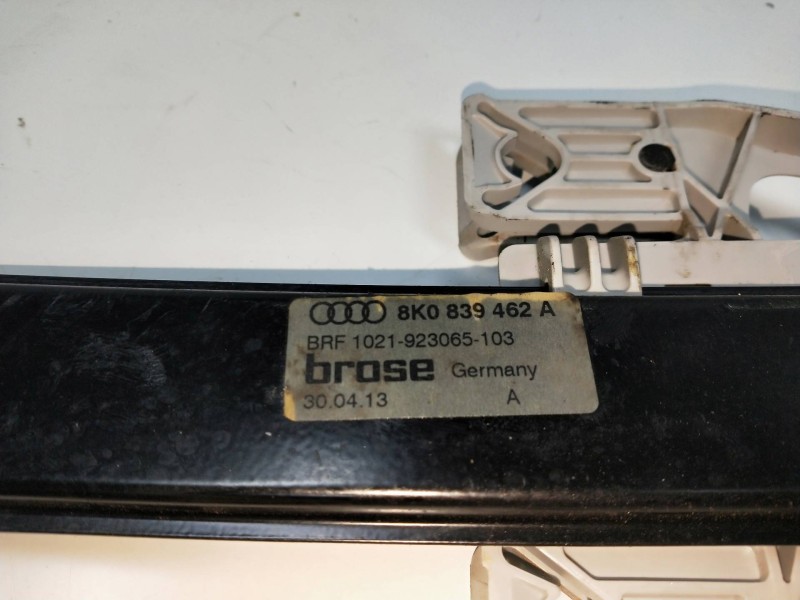 8K0 839 462 A
BRF 1021-923065-103
brose Germany
30.04.13 A